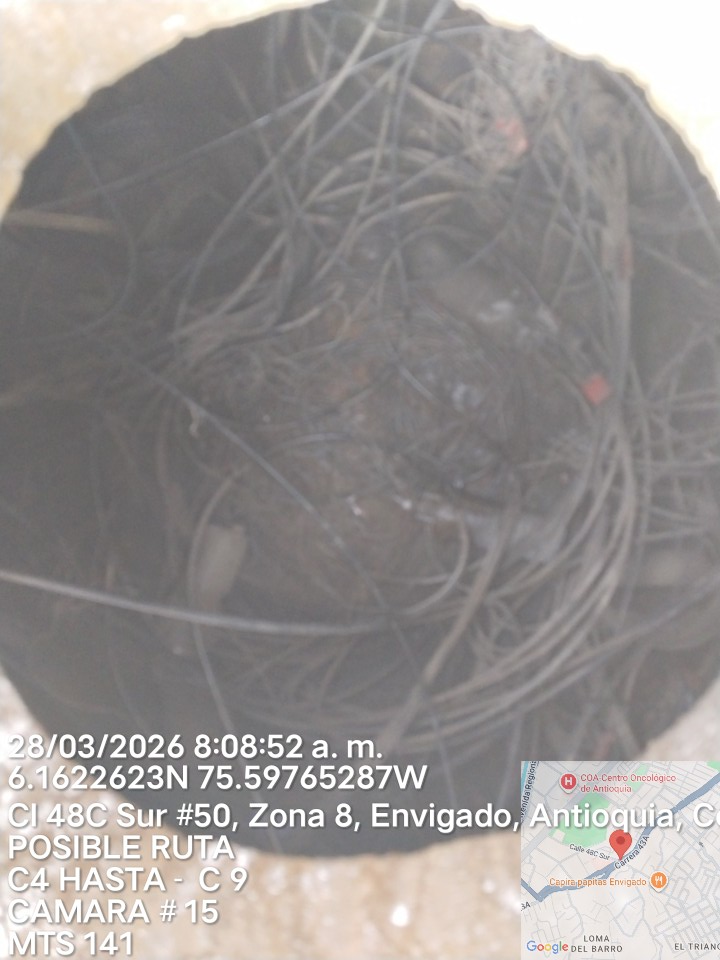 28/03/2026 8:08:52 a. m.
6.1622623N 75.59765287W
Cl 48C Sur #50, Zona 8, Envigado, Antioquia, Co
POSIBLE RUTA
C4 HASTA - C 9
CAMARA # 15
MTS 141
COA Centro Oncológico
de Antioquia
Calle 48C Sur
Carrera 43A
Capira papitas Envigado
3A
Google
LOMA
DEL BARRO
EL TRIANG